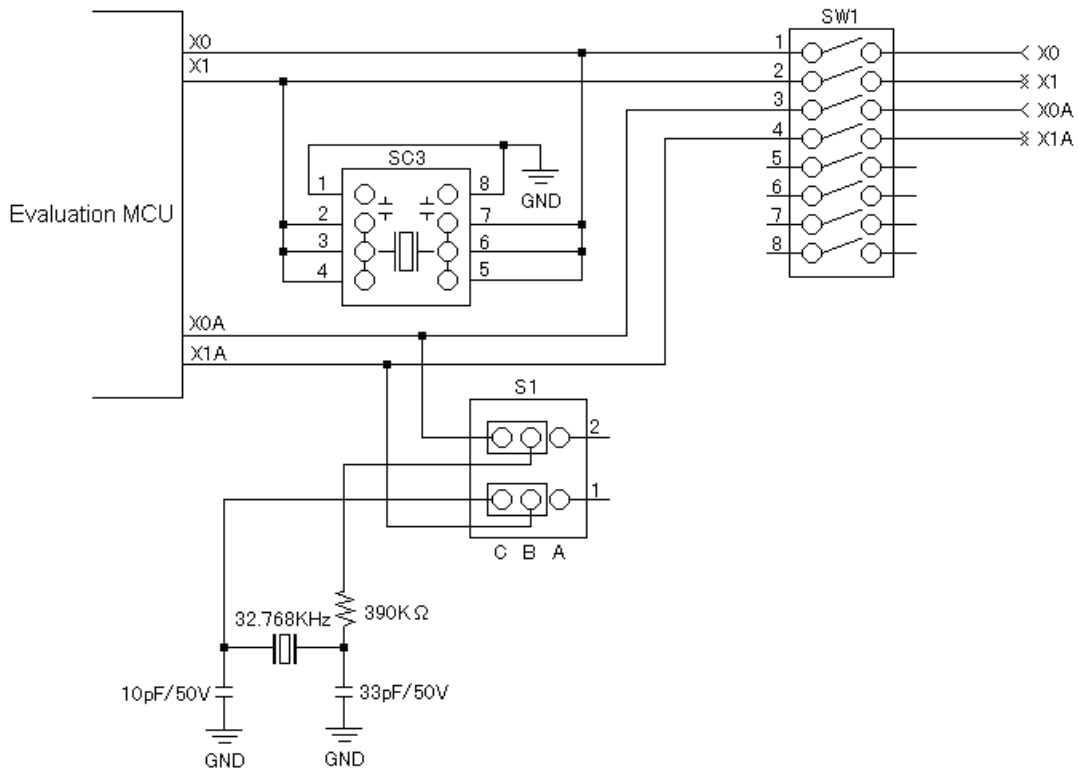 SW1
X0
1
X0
X1
2
X1
3
X0A
4
X1A
SC3
5
1
8
6
GND
Evaluation MCU
2
7
7
3
6
8
4
5
X0A
X1A
S1
2
1
C B A
390KΩ
32.768KHz
10pF/50V
33pF/50V
GND
GND